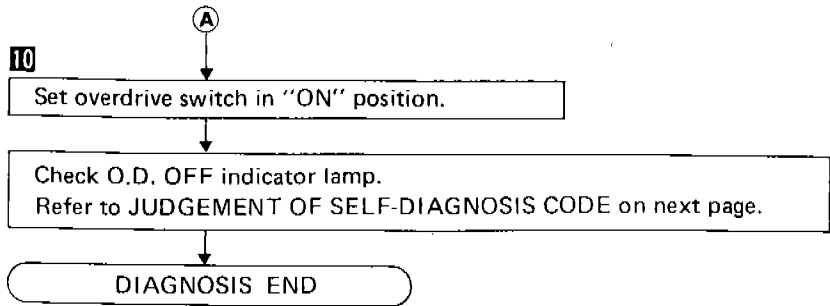 A
10
Set overdrive switch in "ON" position.
Check O.D. OFF indicator lamp.
Refer to JUDGEMENT OF SELF-DIAGNOSIS CODE on next page.
DIAGNOSIS END